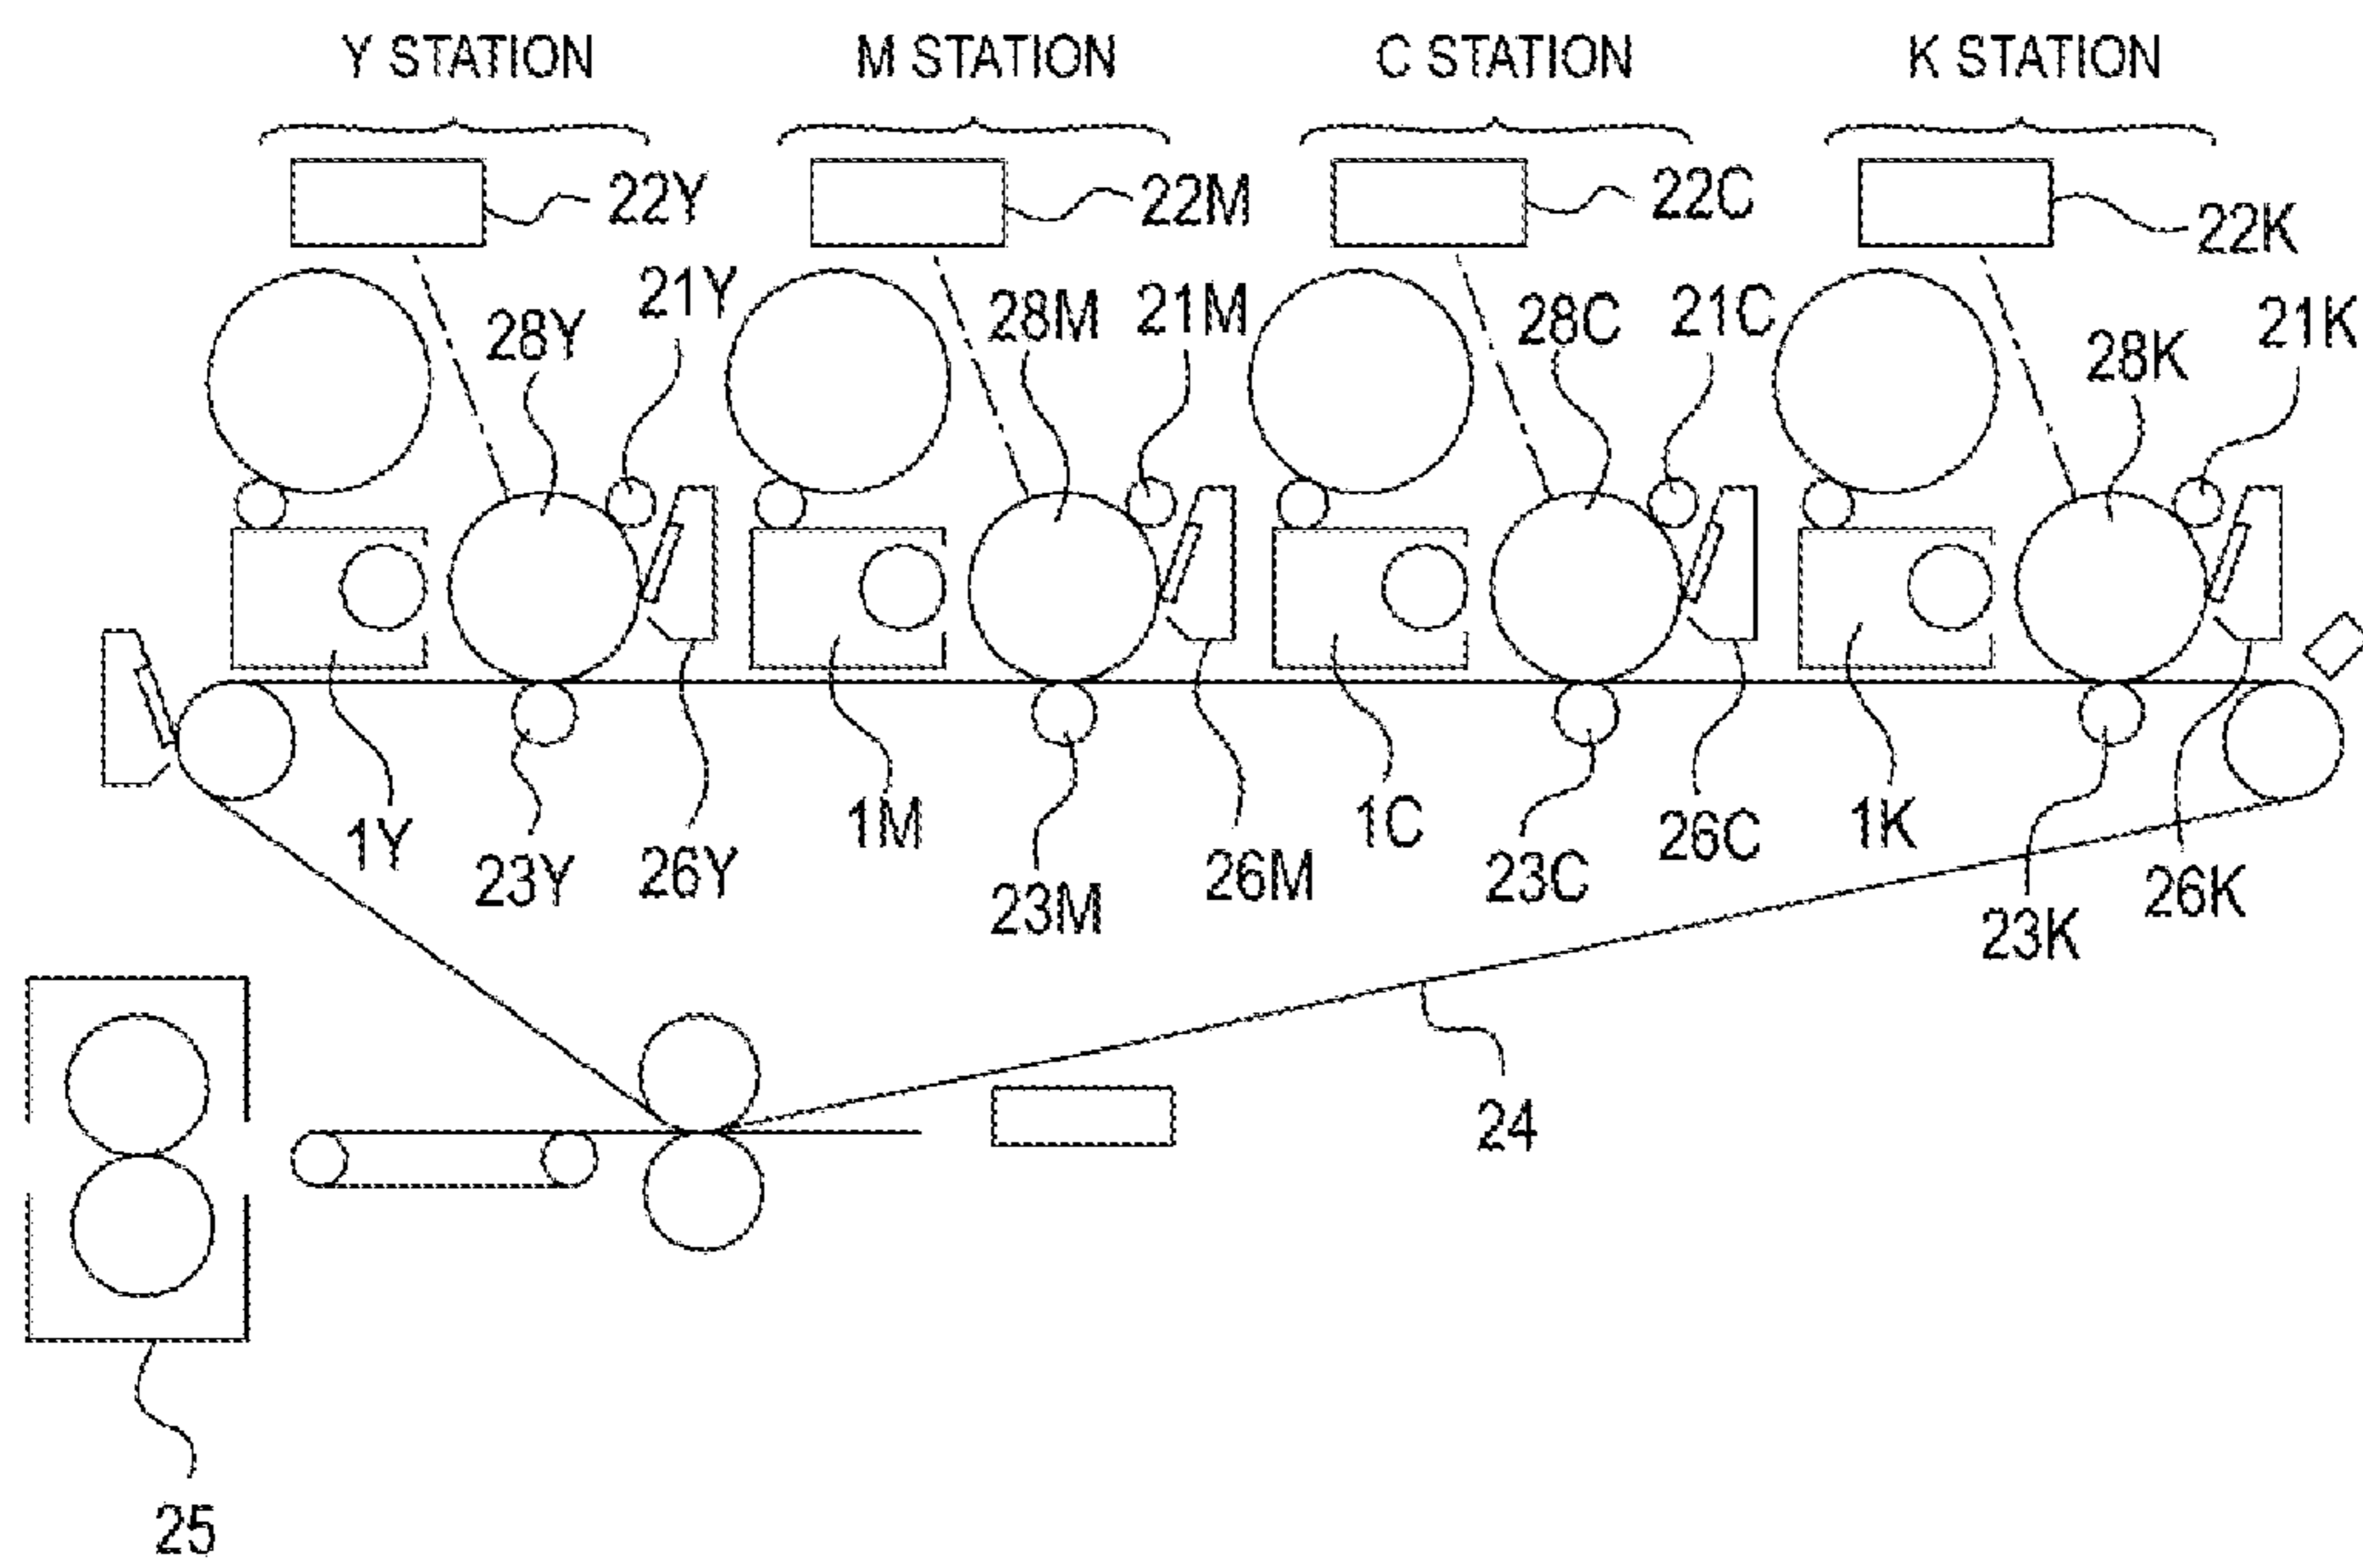 Y STATION M STATION C STATION K STATION
22Y 22M 22C 22K
28Y 21Y 28M 21M 28C 21C 28K 21K
1Y 23Y 26Y 1M 23M 26M 1C 23C 26C 1K 23K 26K
24
25